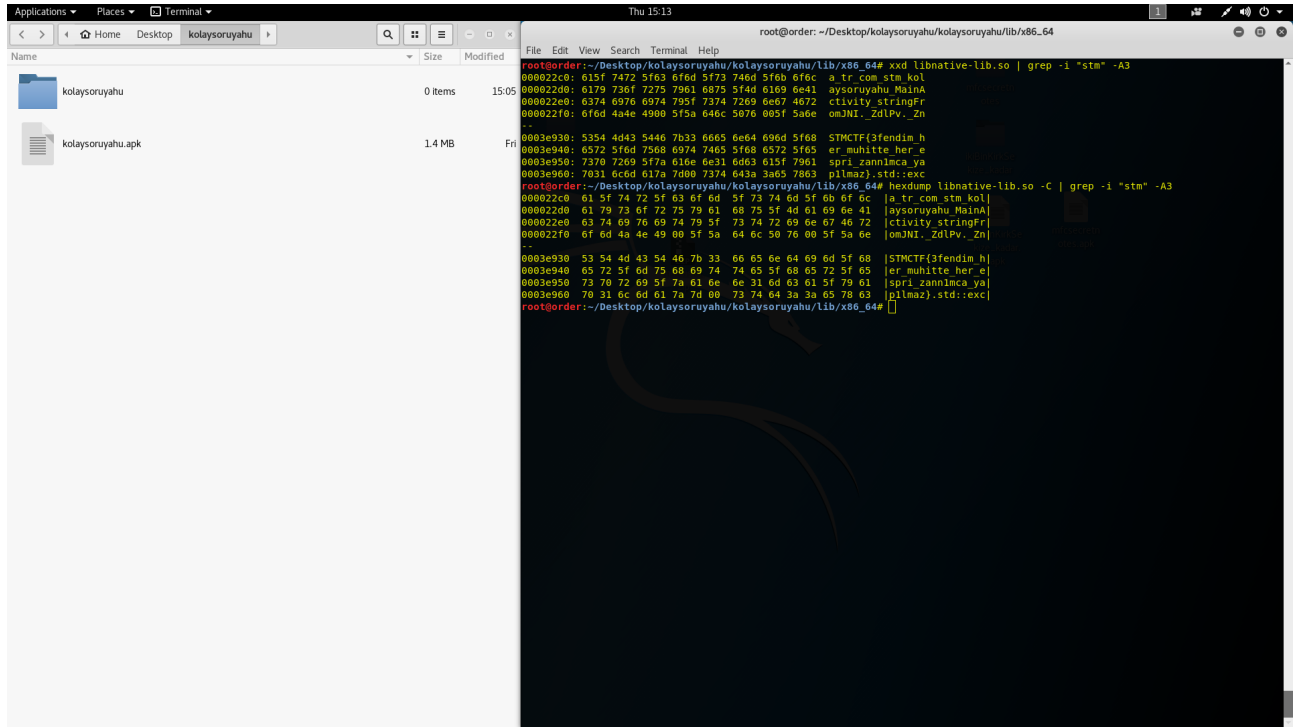 Applications Places Terminal Thu 15:13 1
Home Desktop kolaysoruyahu
Name Size Modified
kolaysoruyahu 0 items 15:05
kolaysoruyahu.apk 1.4 MB Fri
root@order: ~/Desktop/kolaysoruyahu/kolaysoruyahu/lib/x86_64
File Edit View Search Terminal Help
root@order:~/Desktop/kolaysoruyahu/kolaysoruyahu/lib/x86_64# xxd libnative-lib.so | grep -i "stm" -A3
000022c0: 615f 7472 5f63 6f6d 5f73 746d 5f6b 6f6c  a_tr_com_stm_kol
000022d0: 6179 736f 7275 7961 6875 5f4d 6169 6e41  aysoruyahu_MainA
000022e0: 6374 6976 6974 795f 7374 7269 6e67 4672  ctivity_stringFr
000022f0: 6f6d 4a4e 4900 5f5a 646c 5076 005f 5a6e  omJNI._ZdlPv._Zn
--
0003e930: 5354 4d43 5446 7b33 6665 6e64 696d 5f68  STMCTF{3fendim_h
0003e940: 6572 5f6d 7568 6974 7465 5f68 6572 5f65  er_muhitte_her_e
0003e950: 7370 7269 5f7a 616e 6e31 6d63 615f 7961  spri_zann1mca_ya
0003e960: 7031 6c6d 617a 7d00 7374 643a 3a65 7863  p1lmaz}.std::exc
root@order:~/Desktop/kolaysoruyahu/kolaysoruyahu/lib/x86_64# hexdump libnative-lib.so -C | grep -i "stm" -A3
000022c0  61 5f 74 72 5f 63 6f 6d  5f 73 74 6d 5f 6b 6f 6c  |a_tr_com_stm_kol|
000022d0  61 79 73 6f 72 75 79 61  68 75 5f 4d 61 69 6e 41  |aysoruyahu_MainA|
000022e0  63 74 69 76 69 74 79 5f  73 74 72 69 6e 67 46 72  |ctivity_stringFr|
000022f0  6f 6d 4a 4e 49 00 5f 5a  64 6c 50 76 00 5f 5a 6e  |omJNI._ZdlPv._Zn|
--
0003e930  53 54 4d 43 54 46 7b 33  66 65 6e 64 69 6d 5f 68  |STMCTF{3fendim_h|
0003e940  65 72 5f 6d 75 68 69 74  74 65 5f 68 65 72 5f 65  |er_muhitte_her_e|
0003e950  73 70 72 69 5f 7a 61 6e  6e 31 6d 63 61 5f 79 61  |spri_zann1mca_ya|
0003e960  70 31 6c 6d 61 7a 7d 00  73 74 64 3a 3a 65 78 63  |p1lmaz}.std::exc|
root@order:~/Desktop/kolaysoruyahu/kolaysoruyahu/lib/x86_64#